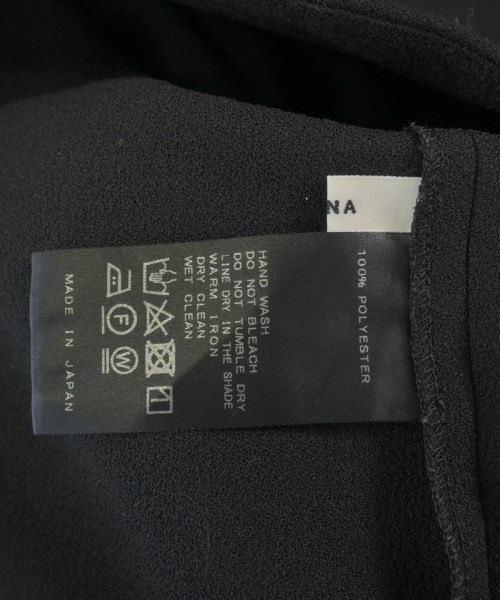 NA
100% POLYESTER
HAND WASH
DO NOT BLEACH
DO NOT TUMBLE DRY
LINE DRY IN THE SHADE
WARM IRON
DRY CLEAN
WET CLEAN
F
W
MADE IN JAPAN